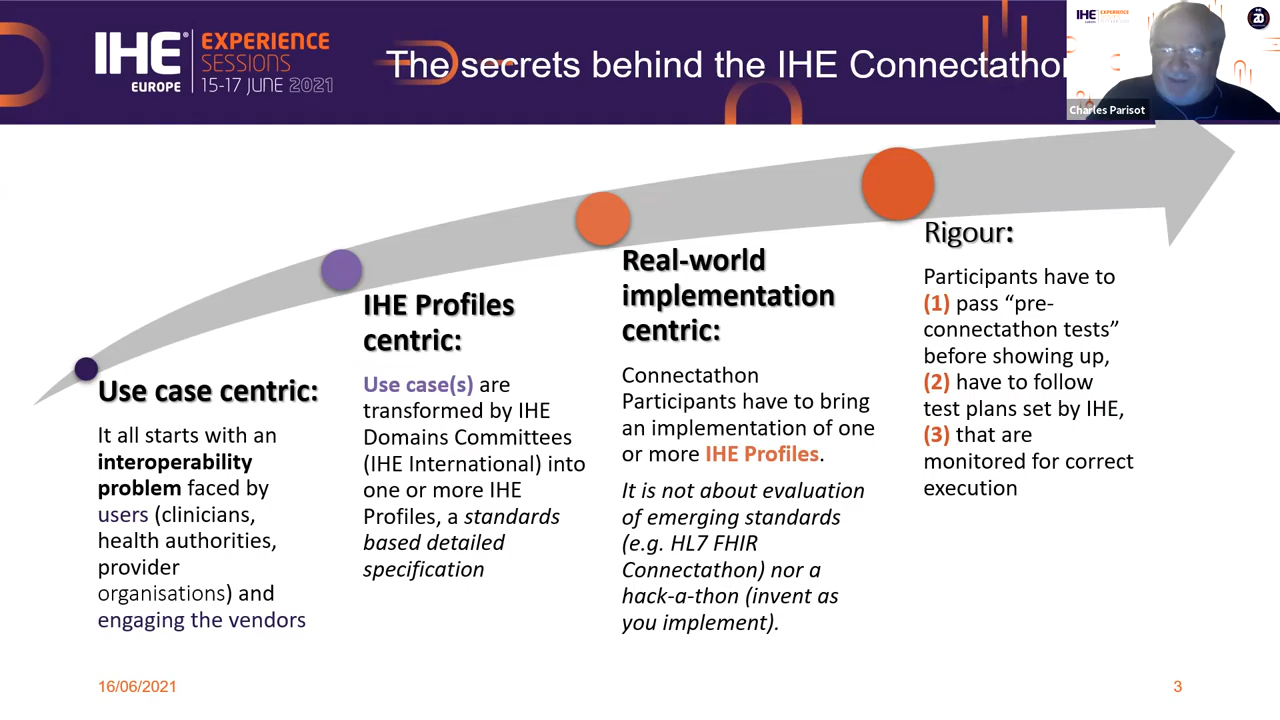 IHE® EXPERIENCE
SESSIONS
EUROPE 15-17 JUNE 2021
The secrets behind the IHE Connectathon
IHE EXPERIENCE
Charles Parisot
IHE
20
Use case centric:
It all starts with an
interoperability
problem faced by
users (clinicians,
health authorities,
provider
organisations) and
engaging the vendors
IHE Profiles
centric:
Use case(s) are
transformed by IHE
Domains Committees
(IHE International) into
one or more IHE
Profiles, a standards
based detailed
specification
Real-world
implementation
centric:
Connectathon
Participants have to bring
an implementation of one
or more IHE Profiles.
It is not about evaluation
of emerging standards
(e.g. HL7 FHIR
Connectathon) nor a
hack-a-thon (invent as
you implement).
Rigour:
Participants have to
(1) pass “pre-
connectathon tests”
before showing up,
(2) have to follow
test plans set by IHE,
(3) that are
monitored for correct
execution
16/06/2021
3